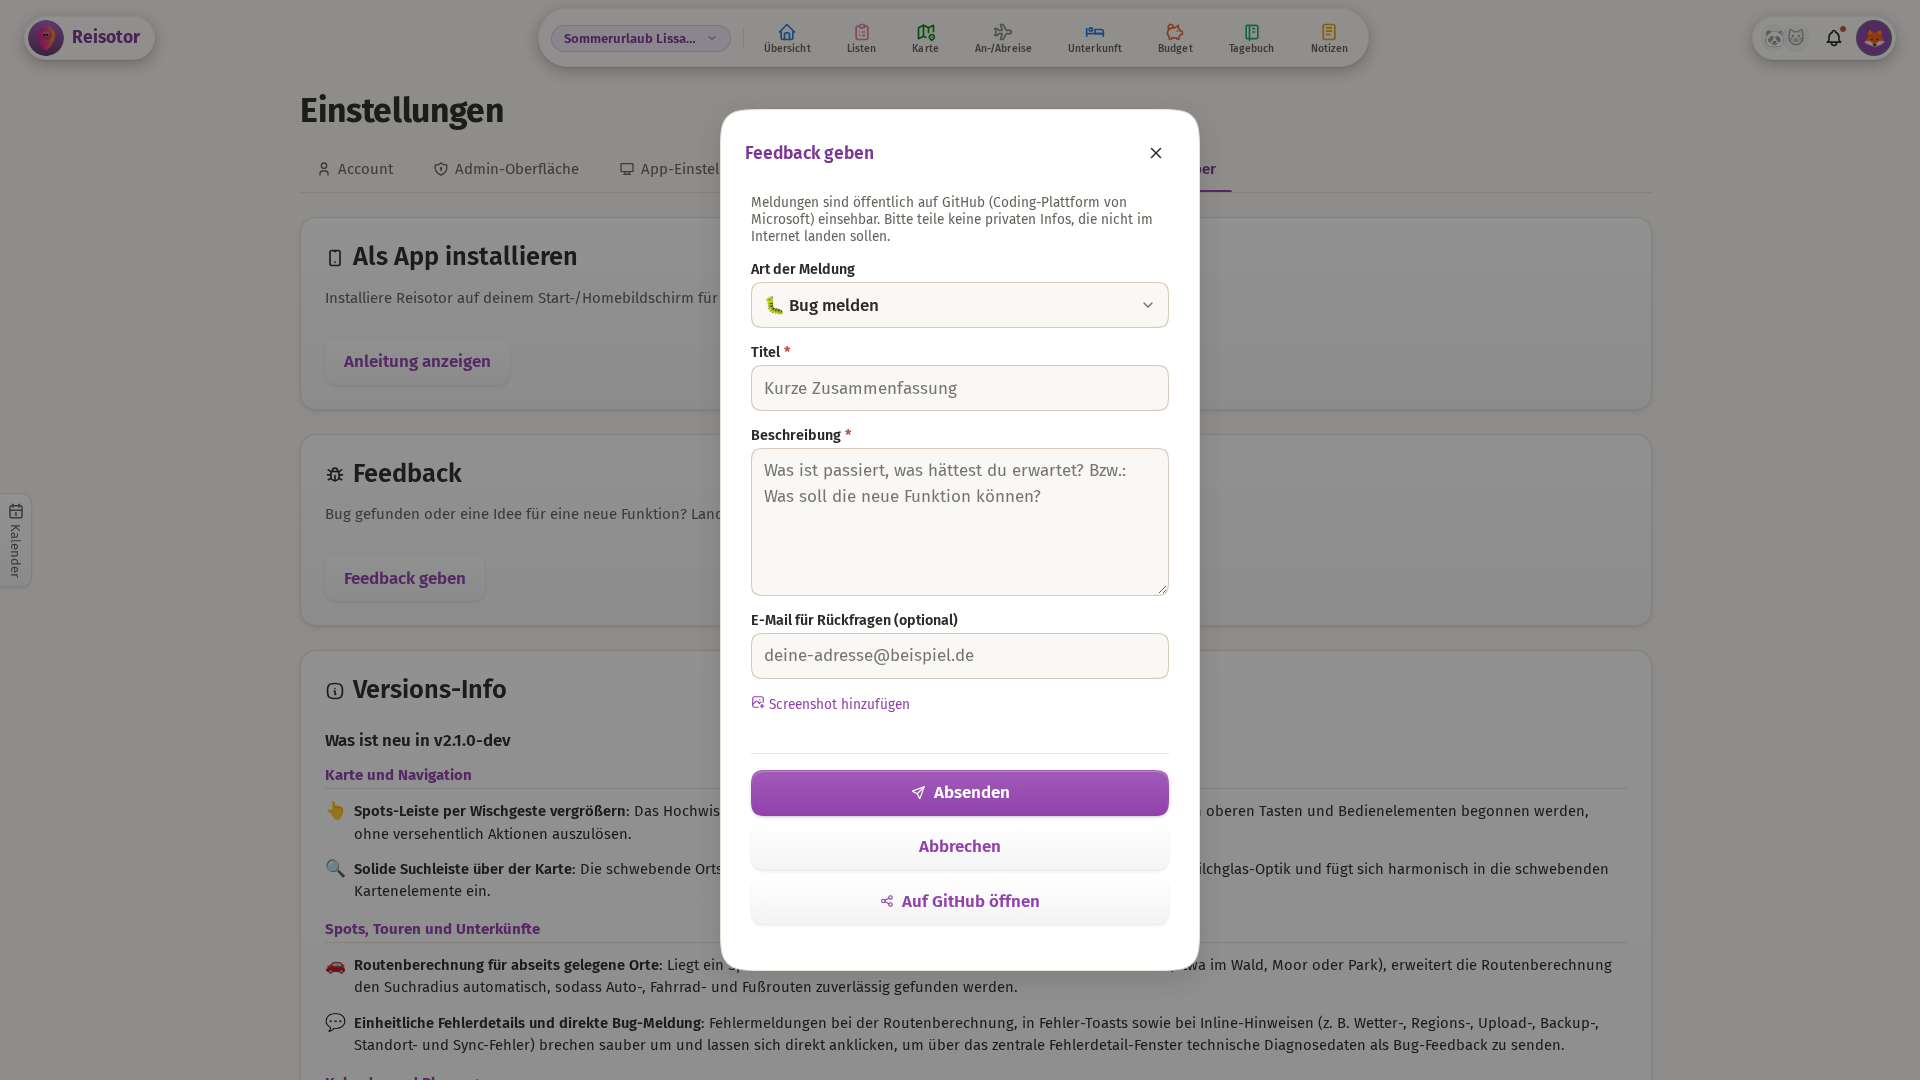 Reisotor
Sommerurlaub Lissa...
Übersicht
Listen
Karte
An-/Abreise
Unterkunft
Budget
Tagebuch
Notizen
Einstellungen
Account
Admin-Oberfläche
App-Einstel
ber
Als App installieren
Installiere Reisotor auf deinem Start-/Homebildschirm für
Anleitung anzeigen
Feedback
Bug gefunden oder eine Idee für eine neue Funktion? Lan
Feedback geben
Kalender
Versions-Info
Was ist neu in v2.1.0-dev
Karte und Navigation
👆 Spots-Leiste per Wischgeste vergrößern: Das Hochwis
oberen Tasten und Bedienelementen begonnen werden,
ohne versehentlich Aktionen auszulösen.
🔍 Solide Suchleiste über der Karte: Die schwebende Orts
ilchglas-Optik und fügt sich harmonisch in die schwebenden
Kartenelemente ein.
Spots, Touren und Unterkünfte
🚗 Routenberechnung für abseits gelegene Orte: Liegt ein
wa im Wald, Moor oder Park), erweitert die Routenberechnung
den Suchradius automatisch, sodass Auto-, Fahrrad- und Fußrouten zuverlässig gefunden werden.
💬 Einheitliche Fehlerdetails und direkte Bug-Meldung: Fehlermeldungen bei der Routenberechnung, in Fehler-Toasts sowie bei Inline-Hinweisen (z. B. Wetter-, Regions-, Upload-, Backup-,
Standort- und Sync-Fehler) brechen sauber um und lassen sich direkt anklicken, um über das zentrale Fehlerdetail-Fenster technische Diagnosedaten als Bug-Feedback zu senden.
Feedback geben
Meldungen sind öffentlich auf GitHub (Coding-Plattform von
Microsoft) einsehbar. Bitte teile keine privaten Infos, die nicht im
Internet landen sollen.
Art der Meldung
🐛 Bug melden
Titel *
Kurze Zusammenfassung
Beschreibung *
Was ist passiert, was hättest du erwartet? Bzw.:
Was soll die neue Funktion können?
E-Mail für Rückfragen (optional)
deine-adresse@beispiel.de
Screenshot hinzufügen
Absenden
Abbrechen
Auf GitHub öffnen